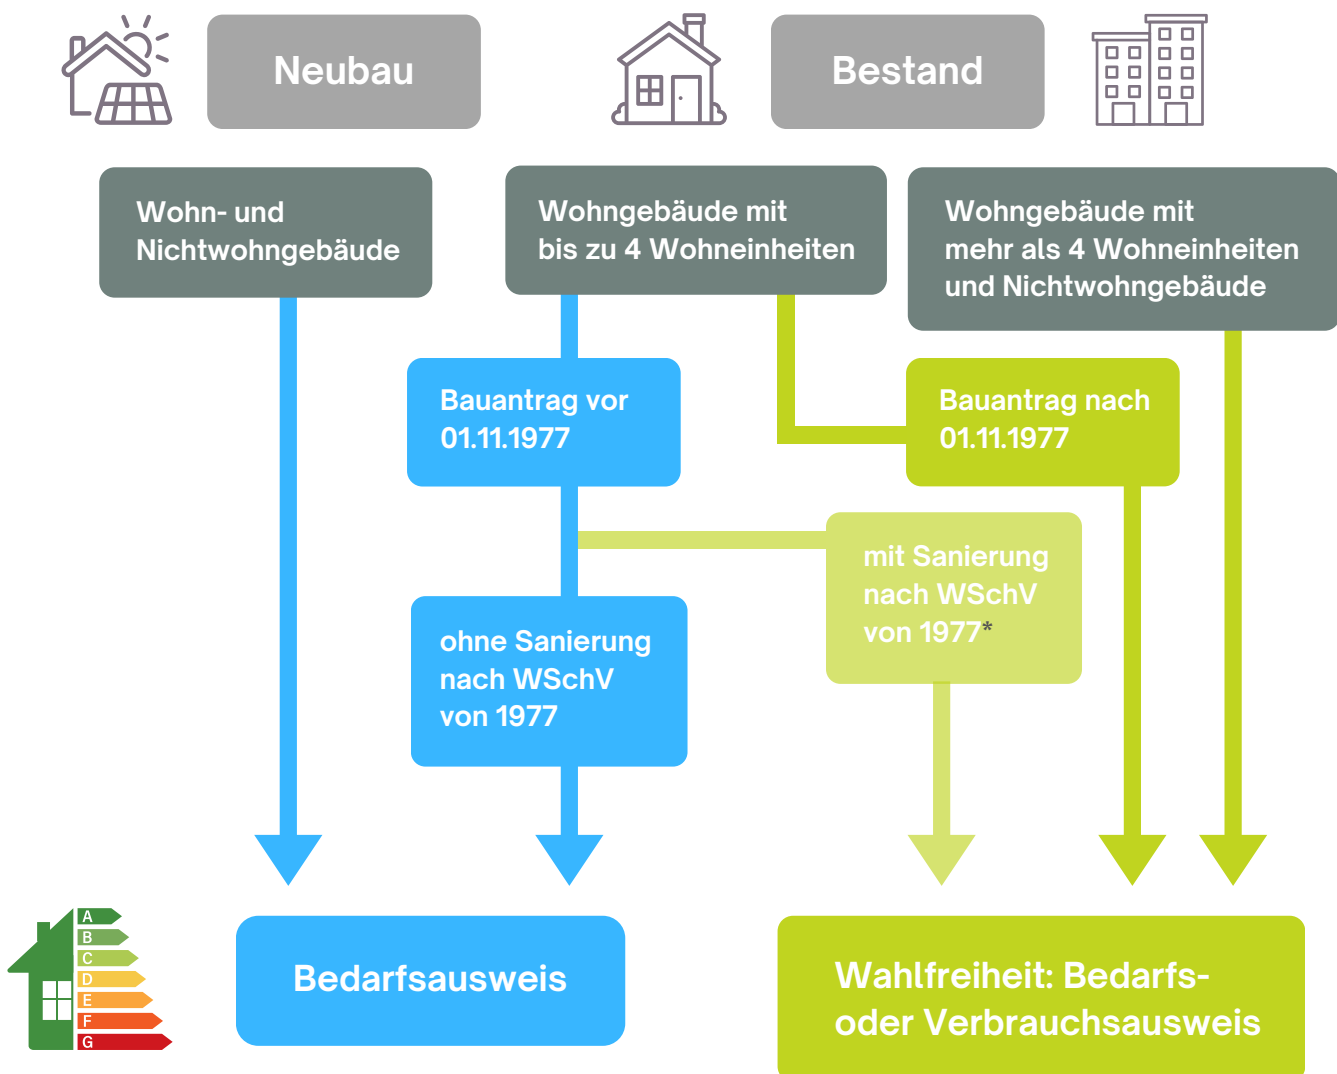 Neubau
Bestand
Wohn- und
Nichtwohngebäude
Wohngebäude mit
bis zu 4 Wohneinheiten
Wohngebäude mit
mehr als 4 Wohneinheiten
und Nichtwohngebäude
Bauantrag vor
01.11.1977
Bauantrag nach
01.11.1977
mit Sanierung
nach WSchV
von 1977*
ohne Sanierung
nach WSchV
von 1977
A
B
C
D
E
F
G
Bedarfsausweis
Wahlfreiheit: Bedarfs-
oder Verbrauchsausweis